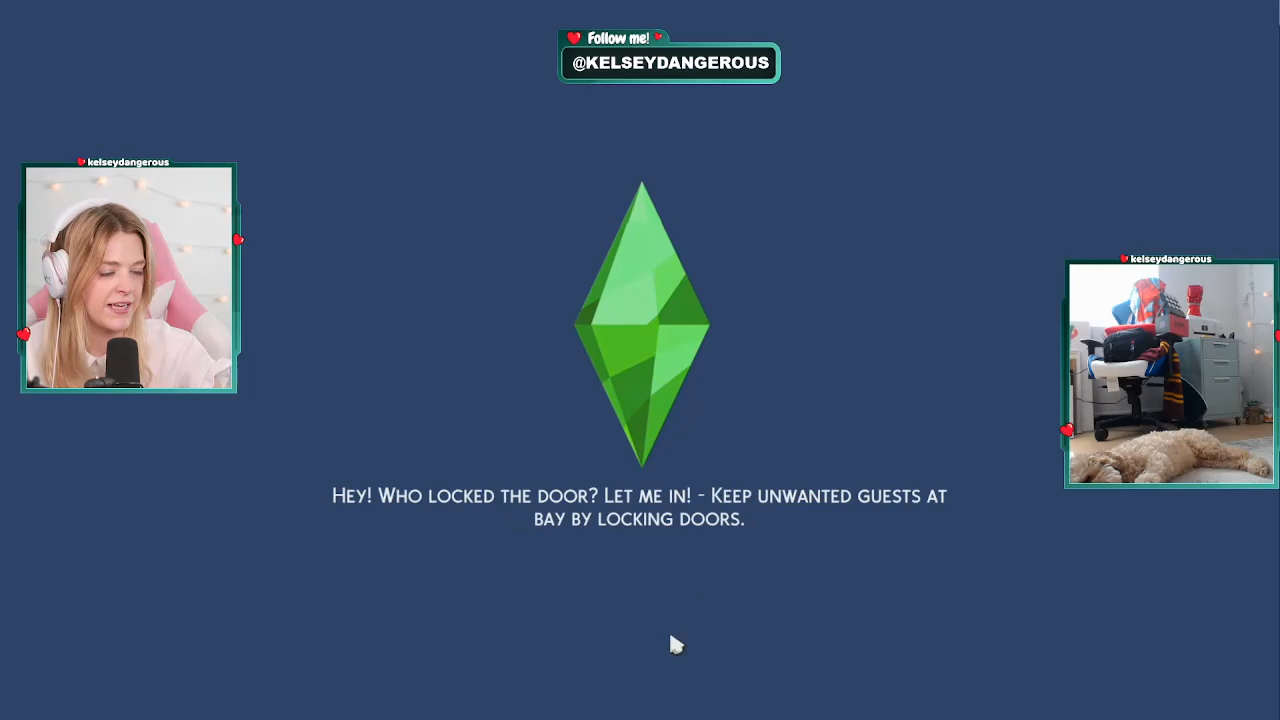 Follow me!
@KELSEYDANGEROUS
kelseydangerous
kelseydangerous
Hey! Who locked the door? Let me in! - Keep unwanted guests at
bay by locking doors.